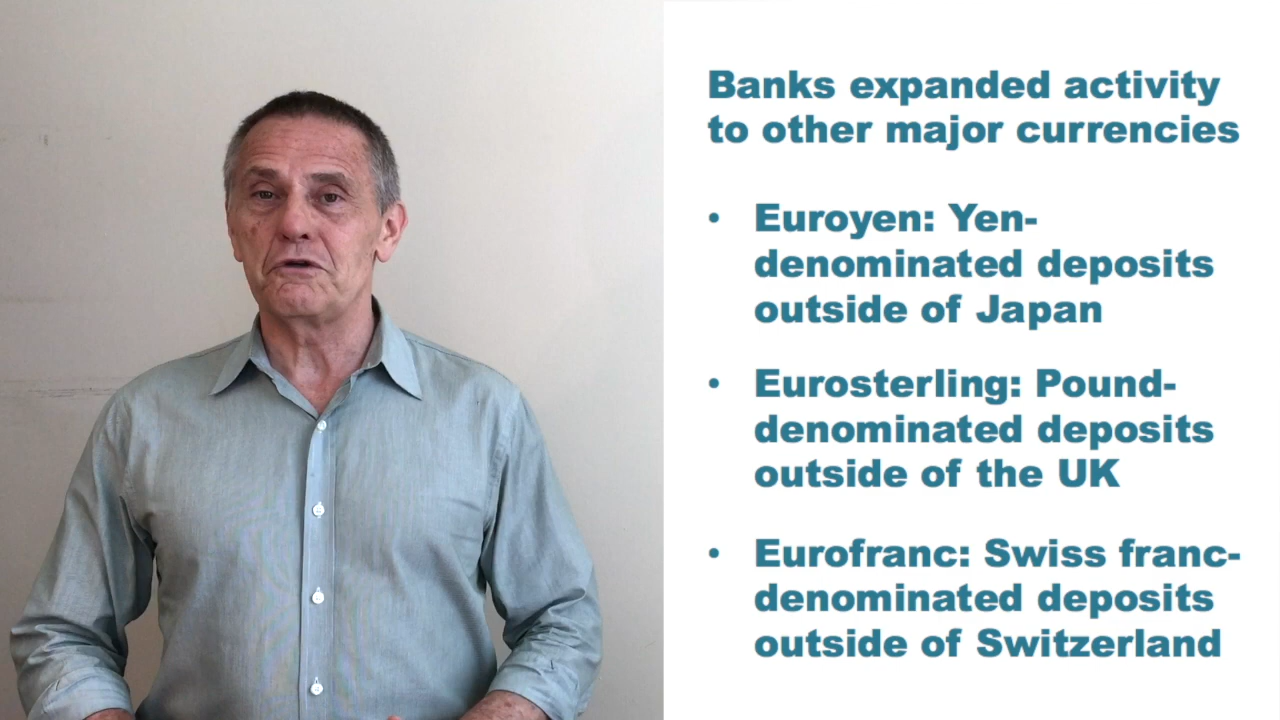 Banks expanded activity
to other major currencies
• Euroyen: Yen-
denominated deposits
outside of Japan
• Eurosterling: Pound-
denominated deposits
outside of the UK
• Eurofranc: Swiss franc-
denominated deposits
outside of Switzerland